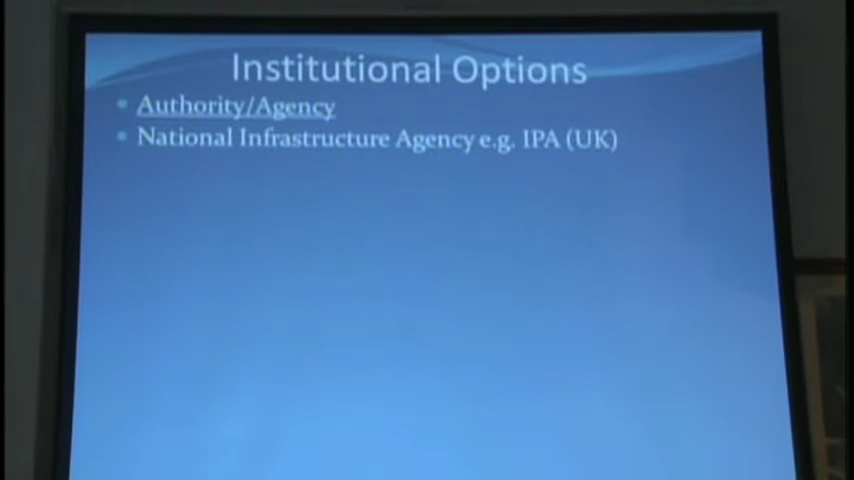 Institutional Options
Authority/Agency
National Infrastructure Agency e.g. IPA (UK)